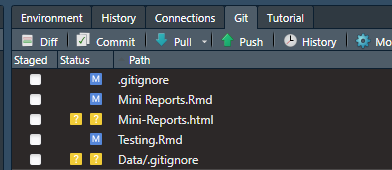 Environment History Connections Git Tutorial
Diff Commit Pull Push History Mo
Staged Status Path
M .gitignore
M Mini Reports.Rmd
? ? Mini-Reports.html
M Testing.Rmd
? ? Data/.gitignore